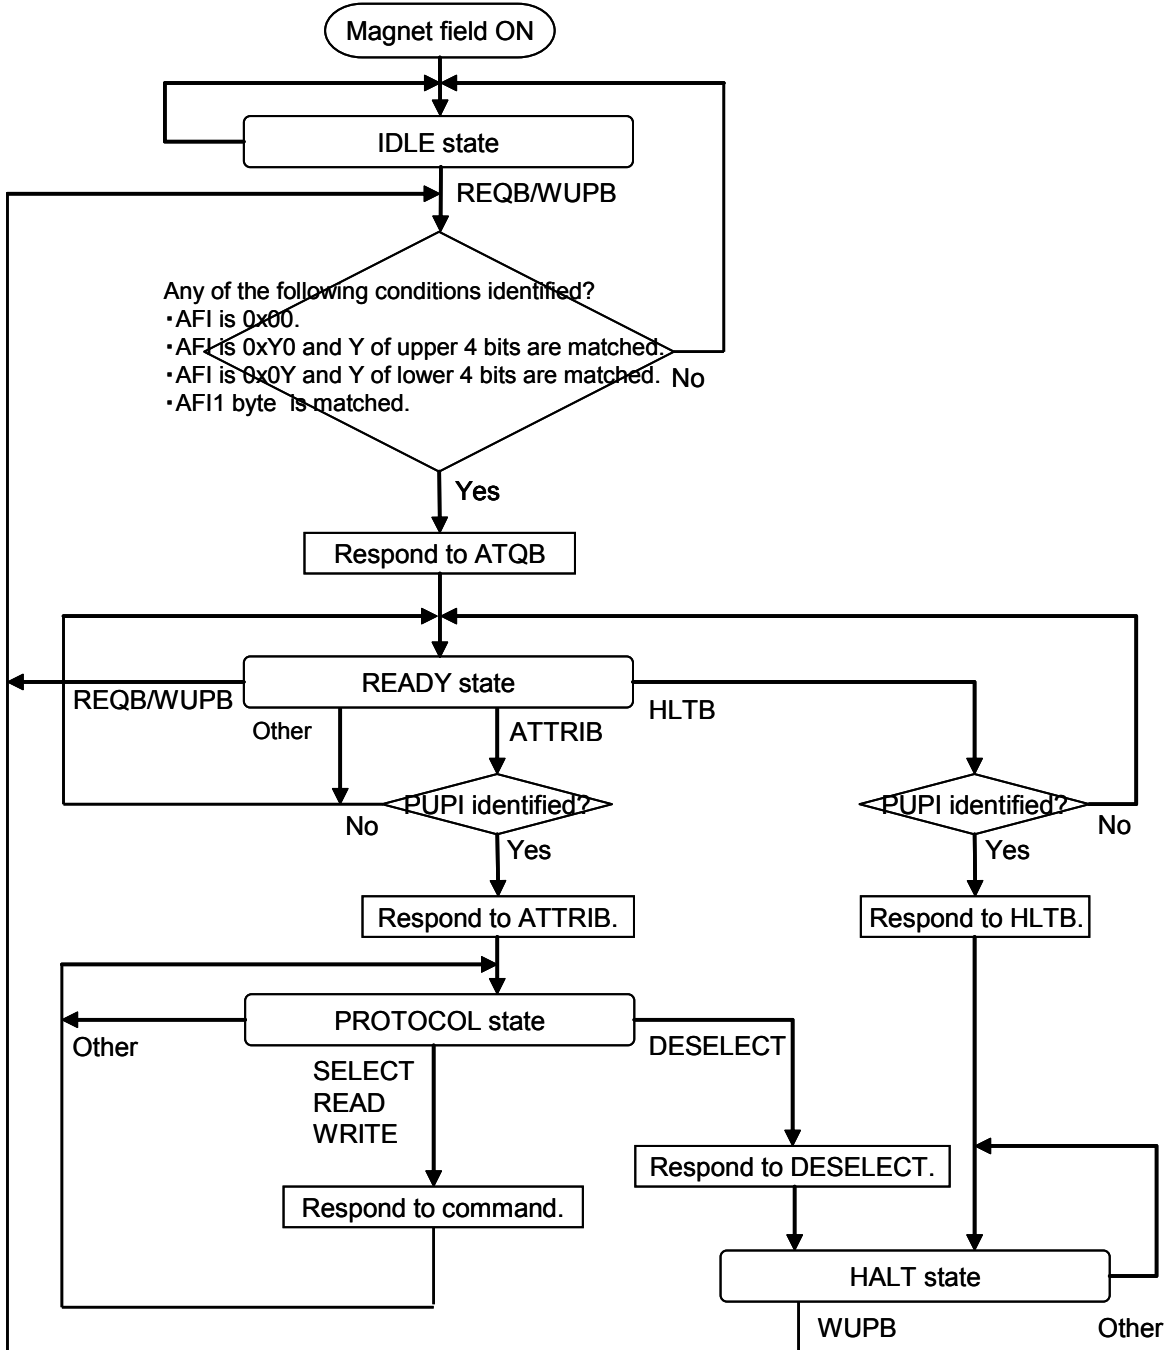 Magnet field ON
IDLE state
REQB/WUPB
Any of the following conditions identified?
・AFI is 0x00.
・AFI is 0xY0 and Y of upper 4 bits are matched.
・AFI is 0x0Y and Y of lower 4 bits are matched.
No
・AFI1 byte is matched.
Yes
Respond to ATQB
READY state
REQB/WUPB
HLTB
Other
ATTRIB
PUPI identified?
PUPI identified?
No
No
Yes
Yes
Respond to ATTRIB.
Respond to HLTB.
PROTOCOL state
Other
DESELECT
SELECT
READ
WRITE
Respond to DESELECT.
Respond to command.
HALT state
WUPB
Other